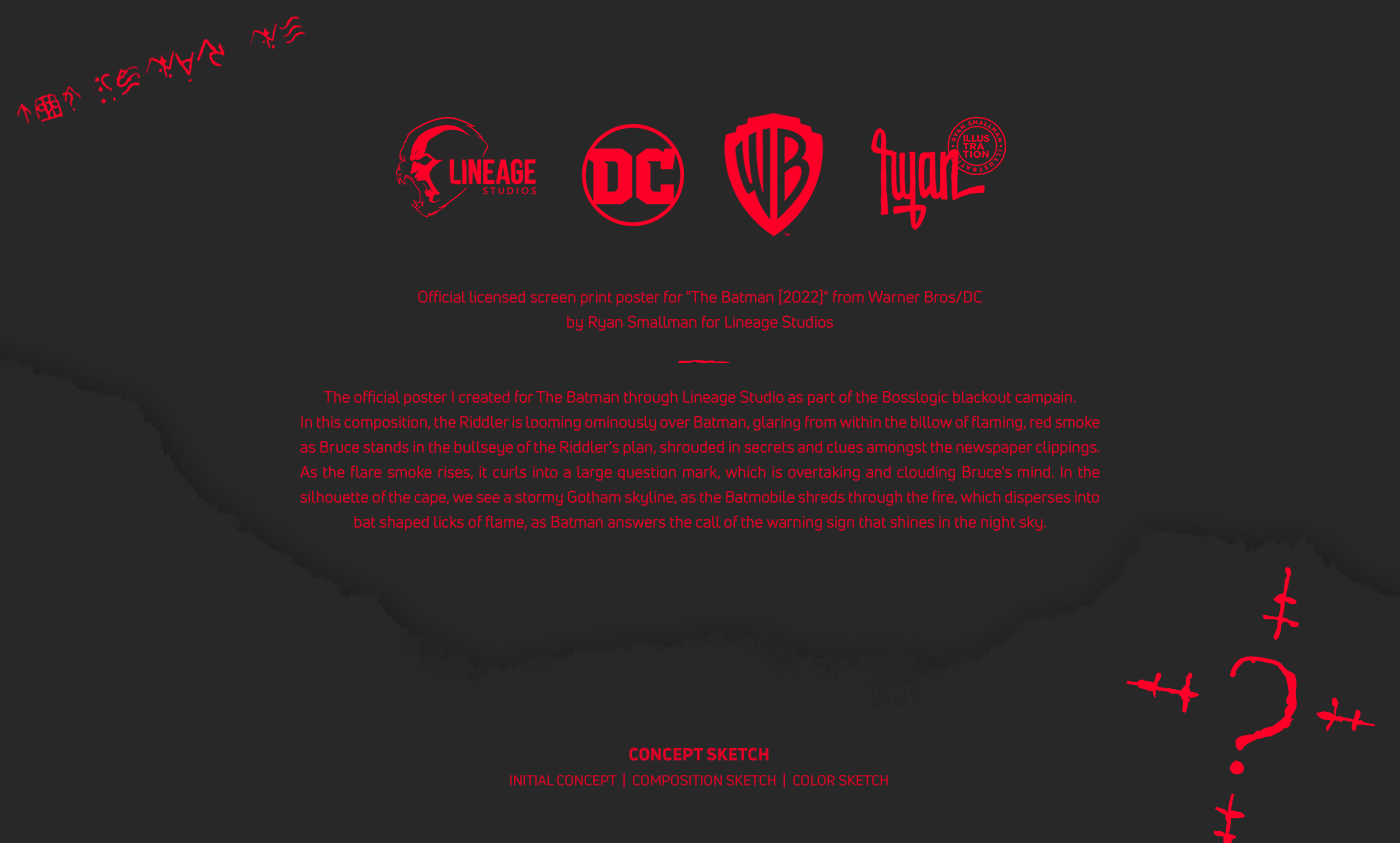 LINEAGE
STUDIOS
DC
WB
TM
ryan
RYAN SMALLMAN
ILLUS
TRA
TION
Official licensed screen print poster for "The Batman [2022]" from Warner Bros/DC
by Ryan Smallman for Lineage Studios
The official poster I created for The Batman through Lineage Studio as part of the Bosslogic blackout campain.
In this composition, the Riddler is looming ominously over Batman, glaring from within the billow of flaming, red smoke
as Bruce stands in the bullseye of the Riddler's plan, shrouded in secrets and clues amongst the newspaper clippings.
As the flare smoke rises, it curls into a large question mark, which is overtaking and clouding Bruce's mind. In the
silhouette of the cape, we see a stormy Gotham skyline, as the Batmobile shreds through the fire, which disperses into
bat shaped licks of flame, as Batman answers the call of the warning sign that shines in the night sky.
?
CONCEPT SKETCH
INITIAL CONCEPT | COMPOSITION SKETCH | COLOR SKETCH